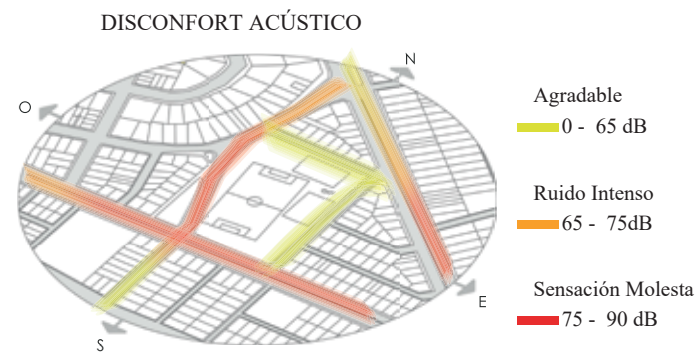 DISCONFORT ACÚSTICO
N
O
Agradable
0 - 65 dB
Ruido Intenso
65 - 75dB
Sensación Molesta
75 - 90 dB
E
S